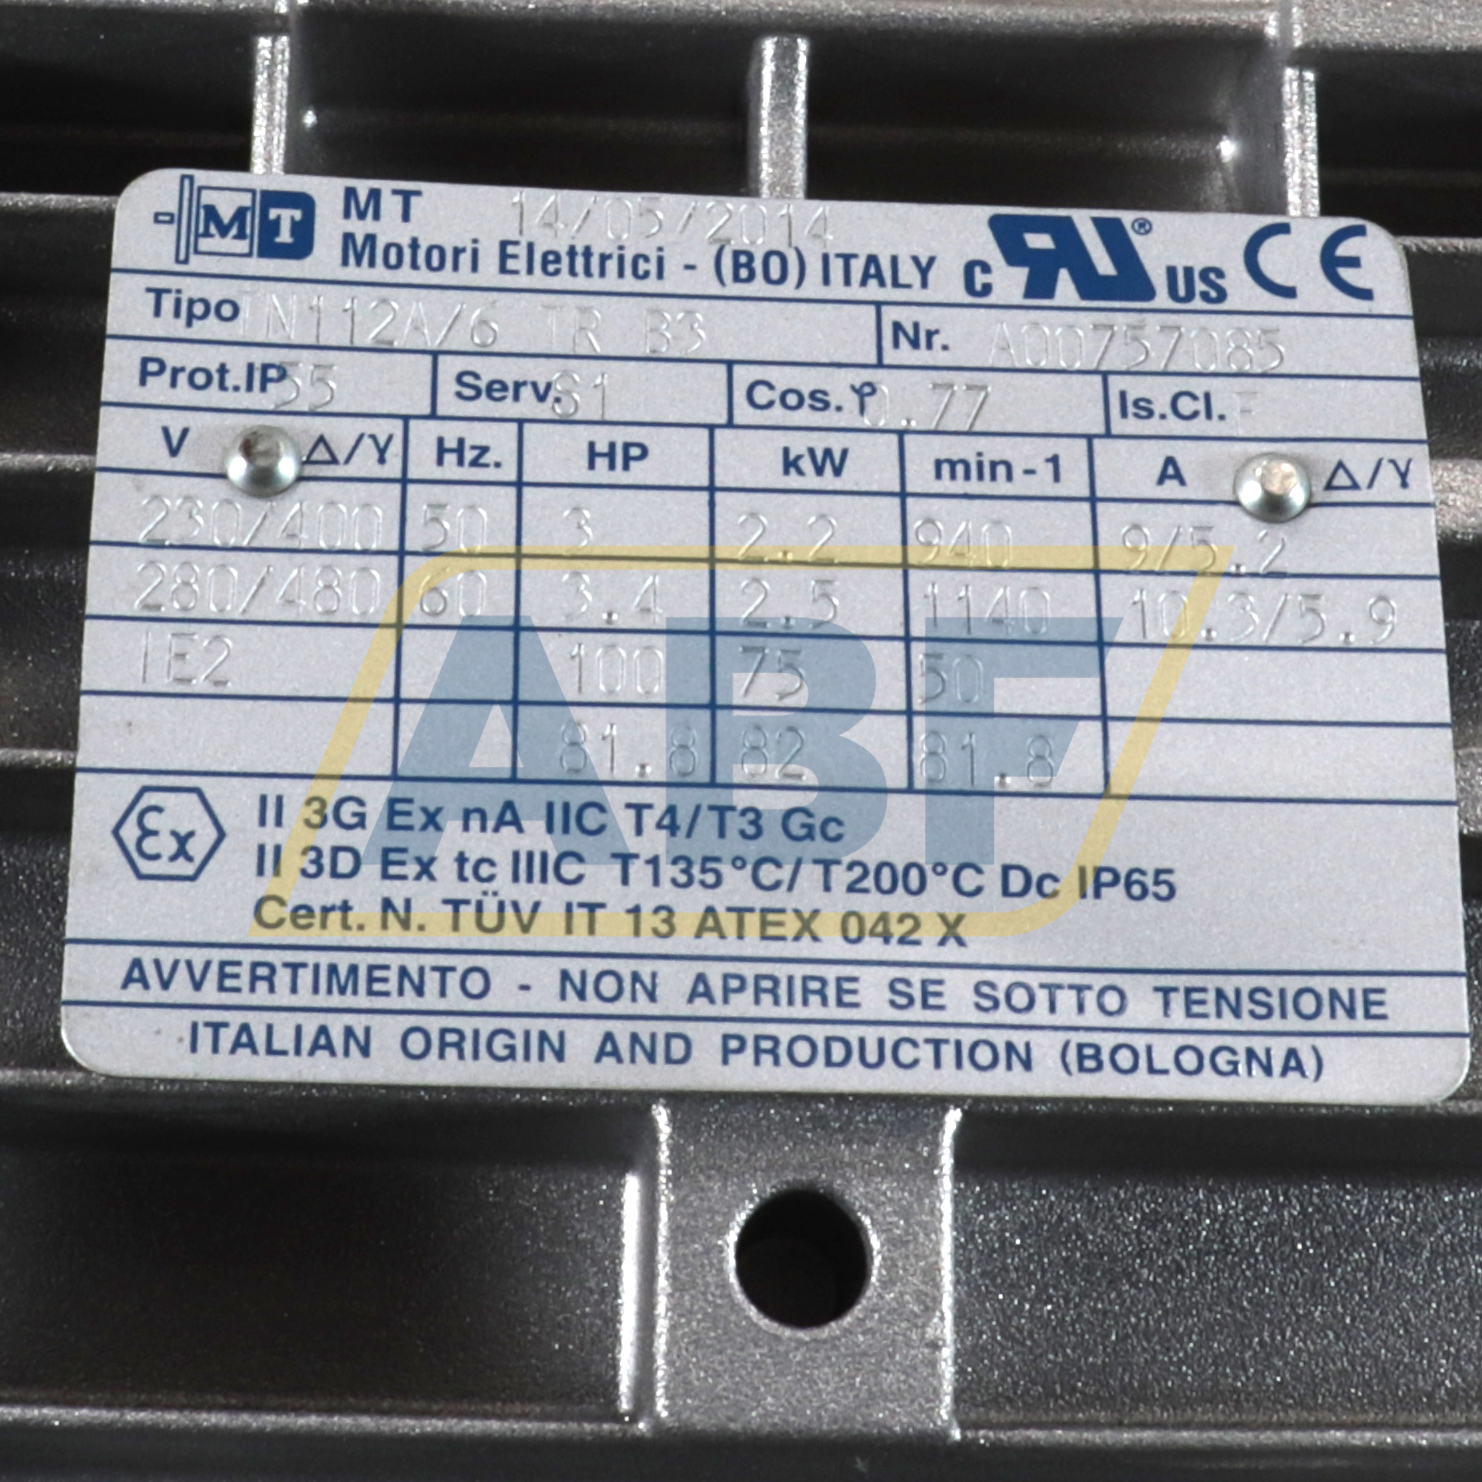 MT MT 14/05/2014
Motori Elettrici - (BO) ITALY c RU® US CE
Tipo TN112A/6 TR B3 Nr. A00757085
Prot.IP 55 Serv. S1 Cos.φ 0.77 Is.Cl. F
V Δ/Y Hz. HP kW min-1 A Δ/Y
230/400 50 3 2.2 940 9/5.2
280/480 60 3.4 2.5 1140 10.3/5.9
IE2 100 75 50
81.8 82 81.8
Ex II 3G Ex nA IIC T4/T3 Gc
II 3D Ex tc IIIC T135°C/T200°C Dc IP65
Cert. N. TÜV IT 13 ATEX 042 X
AVVERTIMENTO - NON APRIRE SE SOTTO TENSIONE
ITALIAN ORIGIN AND PRODUCTION (BOLOGNA)
ABF